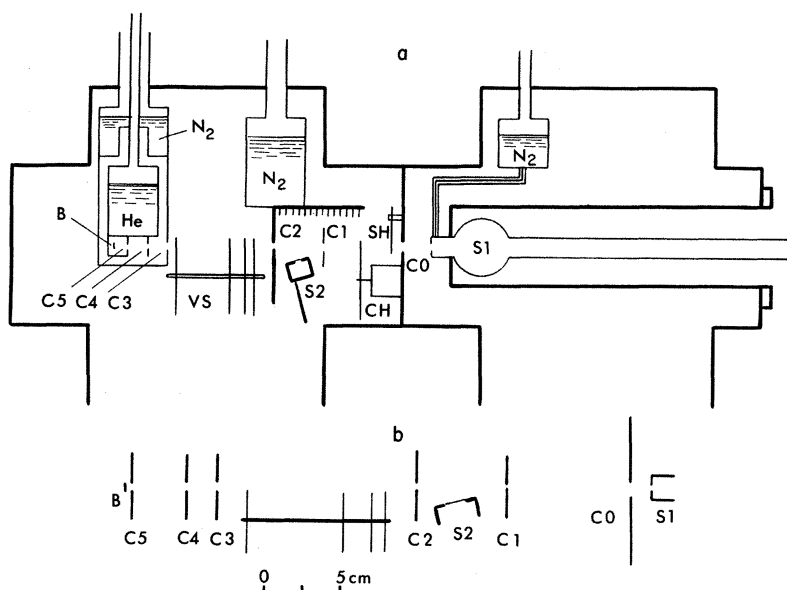 a
N2
N2
N2
He
B
C2 C1 SH
S1
C0
C5 C4 C3
VS
S2
CH
b
B'
C5 C4 C3 C2 S2 C1 C0 S1
0 5 cm